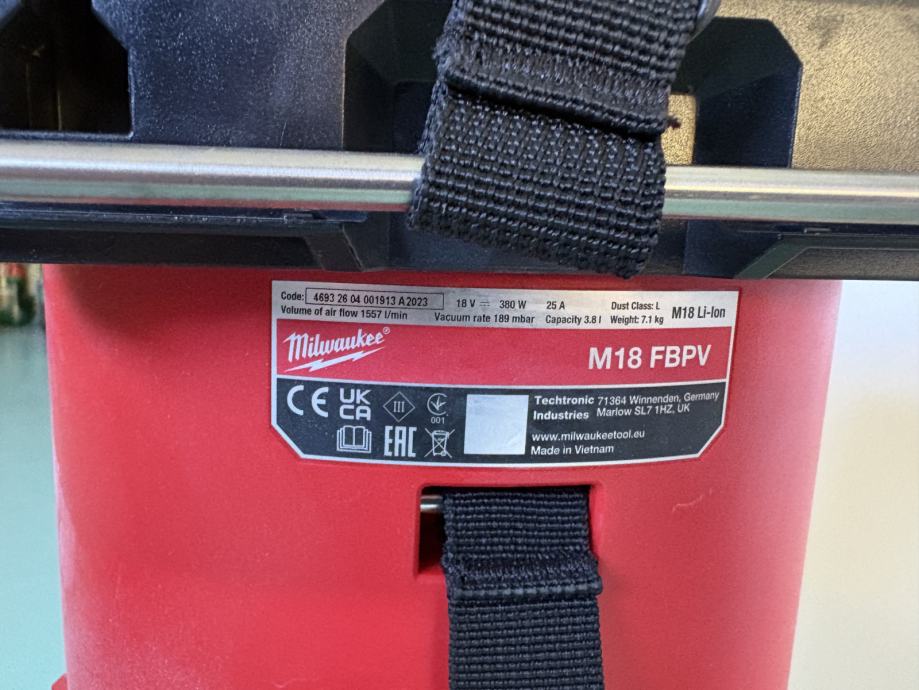 Code: 4693 26 04 001913 A2023 18 V ⎓ 380 W 25 A Dust Class: L M18 Li-Ion
Volume of air flow 1557 l/min Vacuum rate 189 mbar Capacity 3.8 l Weight: 7.1 kg
Milwaukee®
M18 FBPV
CE UK CA III 001 EAC
Techtronic Industries
71364 Winnenden, Germany
Marlow SL7 1HZ, UK
www.milwaukeetool.eu
Made in Vietnam